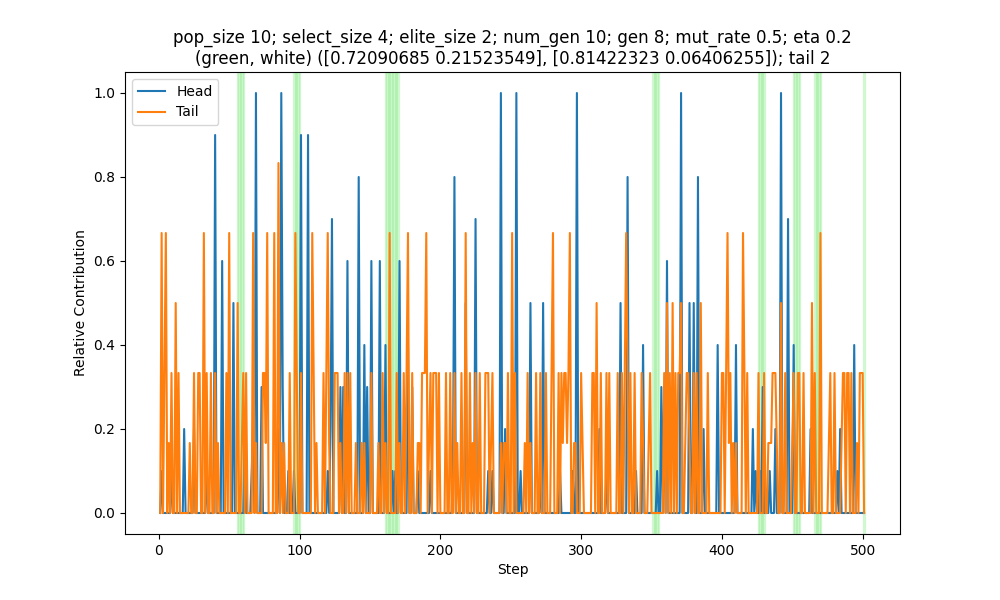 pop_size 10; select_size 4; elite_size 2; num_gen 10; gen 8; mut_rate 0.5; eta 0.2
(green, white) ([0.72090685 0.21523549], [0.81422323 0.06406255]); tail 2
Head
Tail
1.0
0.8
0.6
0.4
0.2
0.0
Relative Contribution
0
100
200
300
400
500
Step